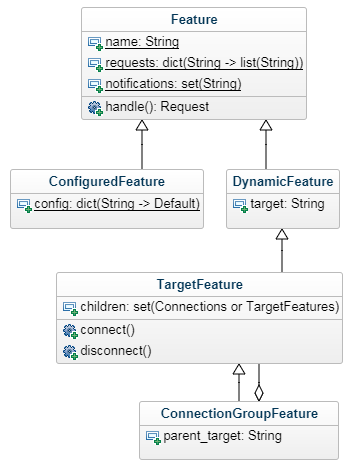 Feature
name: String
requests: dict(String -> list(String))
notifications: set(String)
handle(): Request
ConfiguredFeature
config: dict(String -> Default)
DynamicFeature
target: String
TargetFeature
children: set(Connections or TargetFeatures)
connect()
disconnect()
ConnectionGroupFeature
parent_target: String